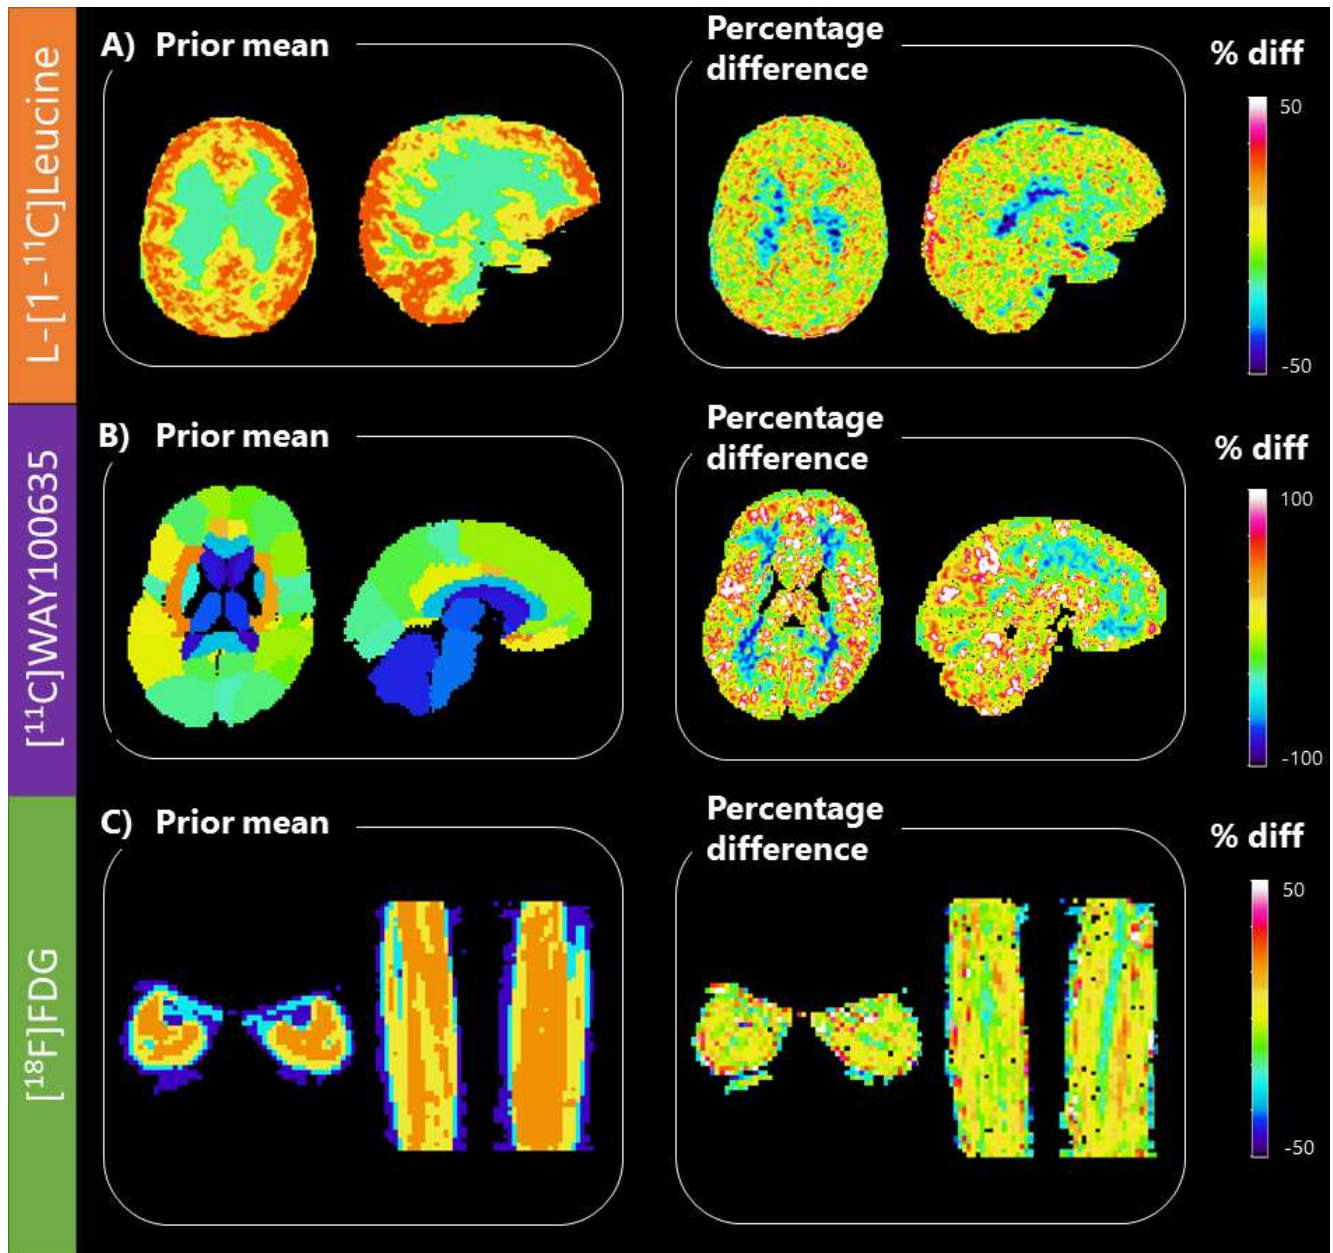 L-[1-¹¹C]Leucine
A) Prior mean
Percentage
difference
% diff
50
-50
[¹¹C]WAY100635
B) Prior mean
Percentage
difference
% diff
100
-100
[¹⁸F]FDG
C) Prior mean
Percentage
difference
% diff
50
-50